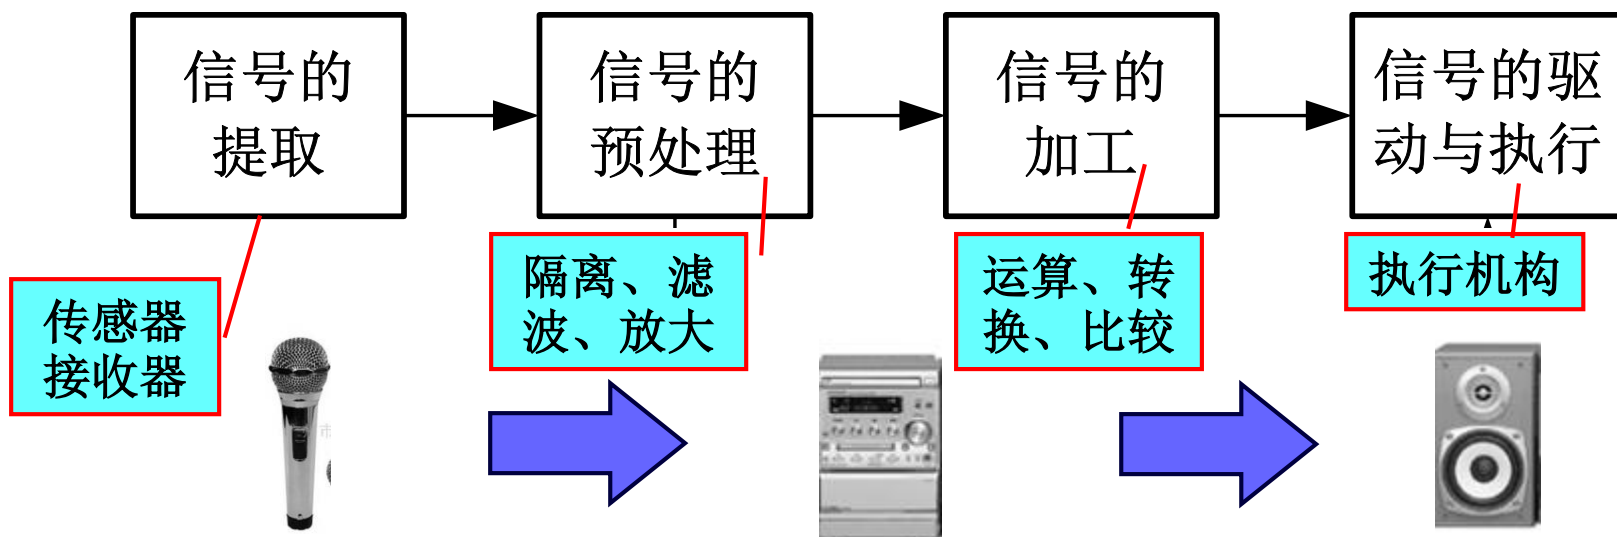 信号的
提取
信号的
预处理
信号的
加工
信号的驱
动与执行
传感器
接收器
隔离、滤
波、放大
运算、转
换、比较
执行机构